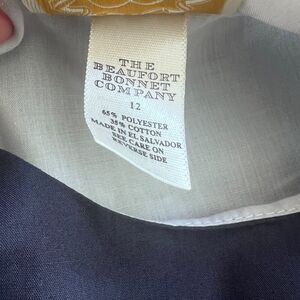 THE
BEAUFORT
BONNET
COMPANY
12
65% POLYESTER
35% COTTON
MADE IN EL SALVADOR
SEE CARE ON
REVERSE SIDE